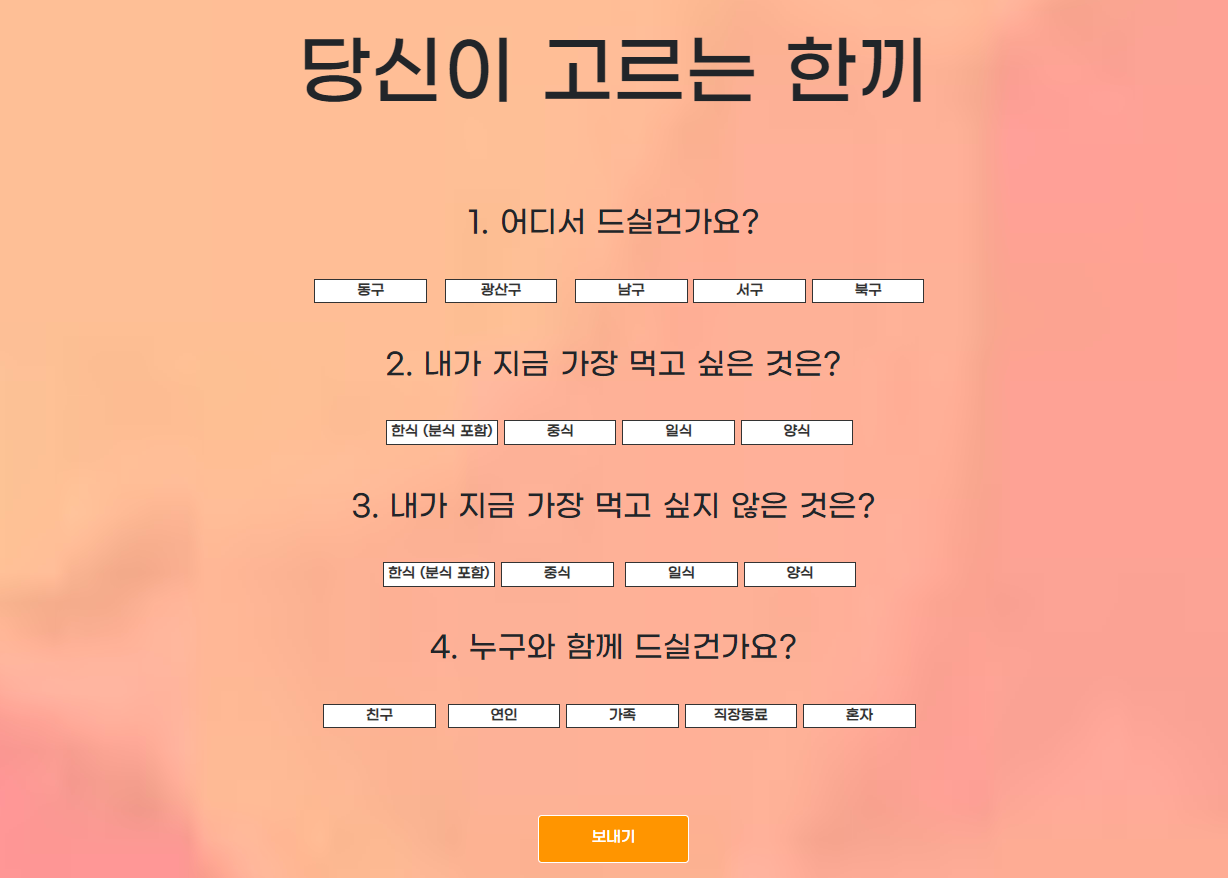 당신이 고르는 한끼
1. 어디서 드실건가요?
동구 광산구 남구 서구 북구
2. 내가 지금 가장 먹고 싶은 것은?
한식 (분식 포함) 중식 일식 양식
3. 내가 지금 가장 먹고 싶지 않은 것은?
한식 (분식 포함) 중식 일식 양식
4. 누구와 함께 드실건가요?
친구 연인 가족 직장동료 혼자
보내기